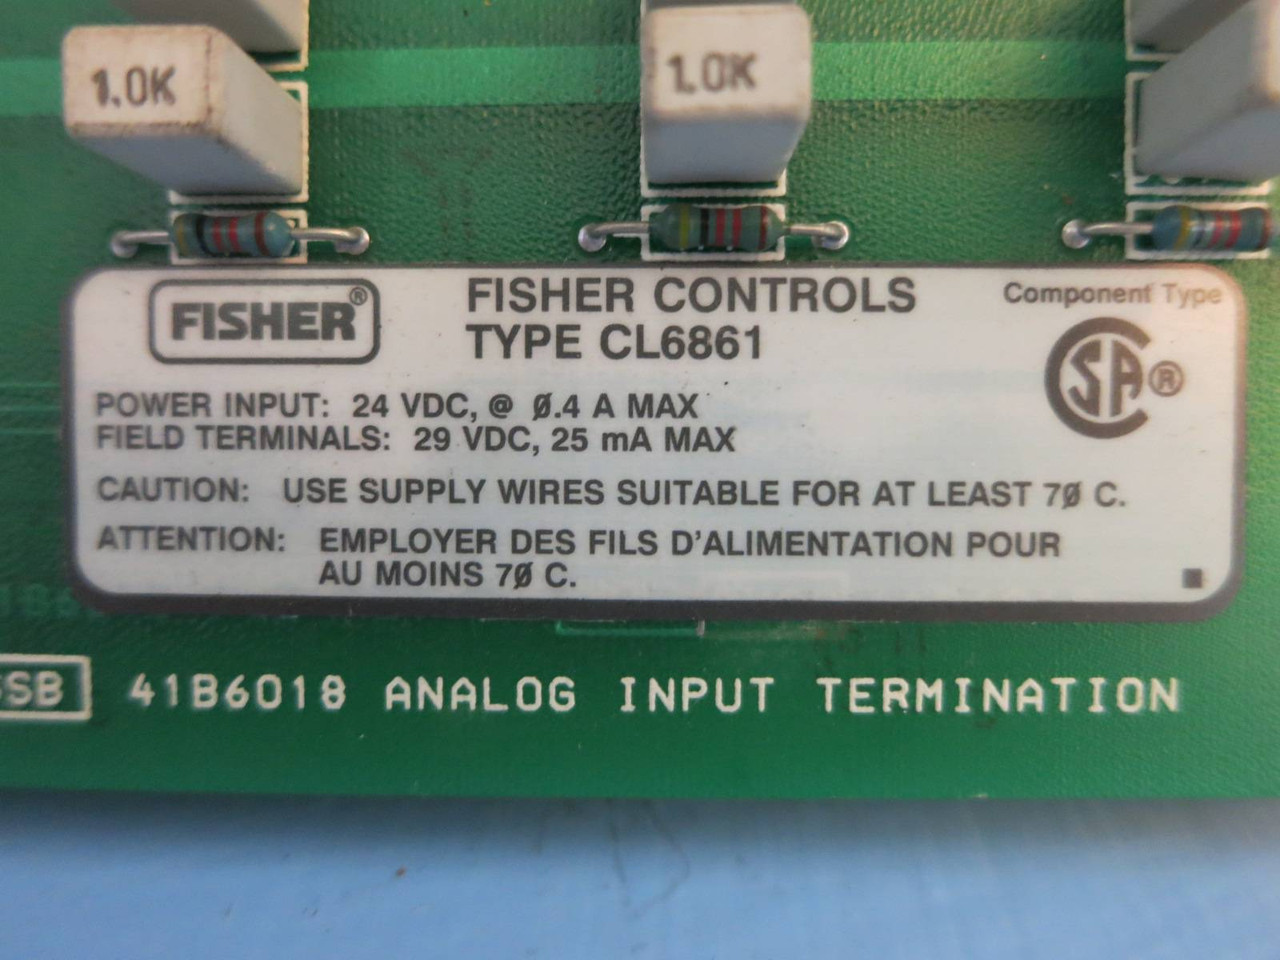 1.0K
1.0K
FISHER®
FISHER CONTROLS
TYPE CL6861
Component Type
SA®
POWER INPUT: 24 VDC, @ Ø.4 A MAX
FIELD TERMINALS: 29 VDC, 25 mA MAX
CAUTION: USE SUPPLY WIRES SUITABLE FOR AT LEAST 7Ø C.
ATTENTION: EMPLOYER DES FILS D'ALIMENTATION POUR
AU MOINS 7Ø C.
SB 41B6018 ANALOG INPUT TERMINATION